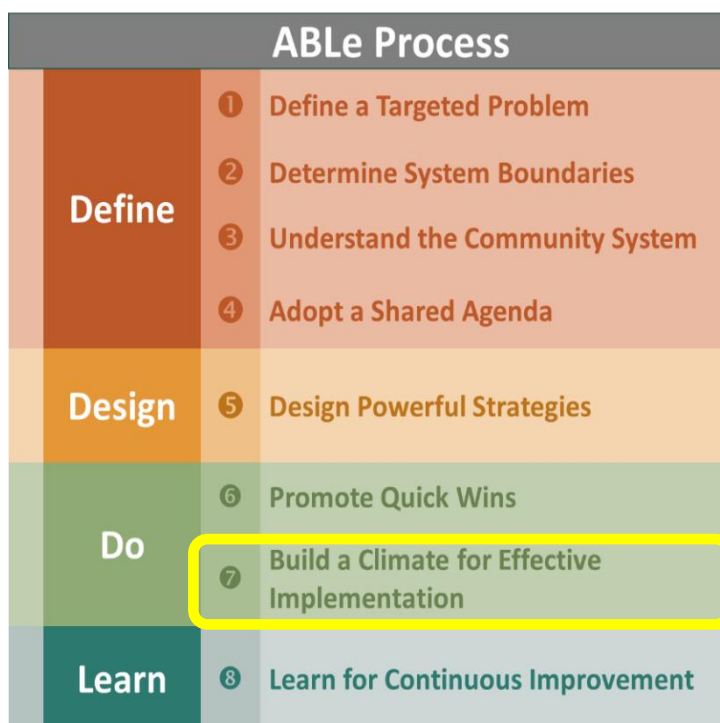 ABLe Process
Define
❶ Define a Targeted Problem
❷ Determine System Boundaries
❸ Understand the Community System
❹ Adopt a Shared Agenda
Design
❺ Design Powerful Strategies
Do
❻ Promote Quick Wins
❼ Build a Climate for Effective
Implementation
Learn
❽ Learn for Continuous Improvement